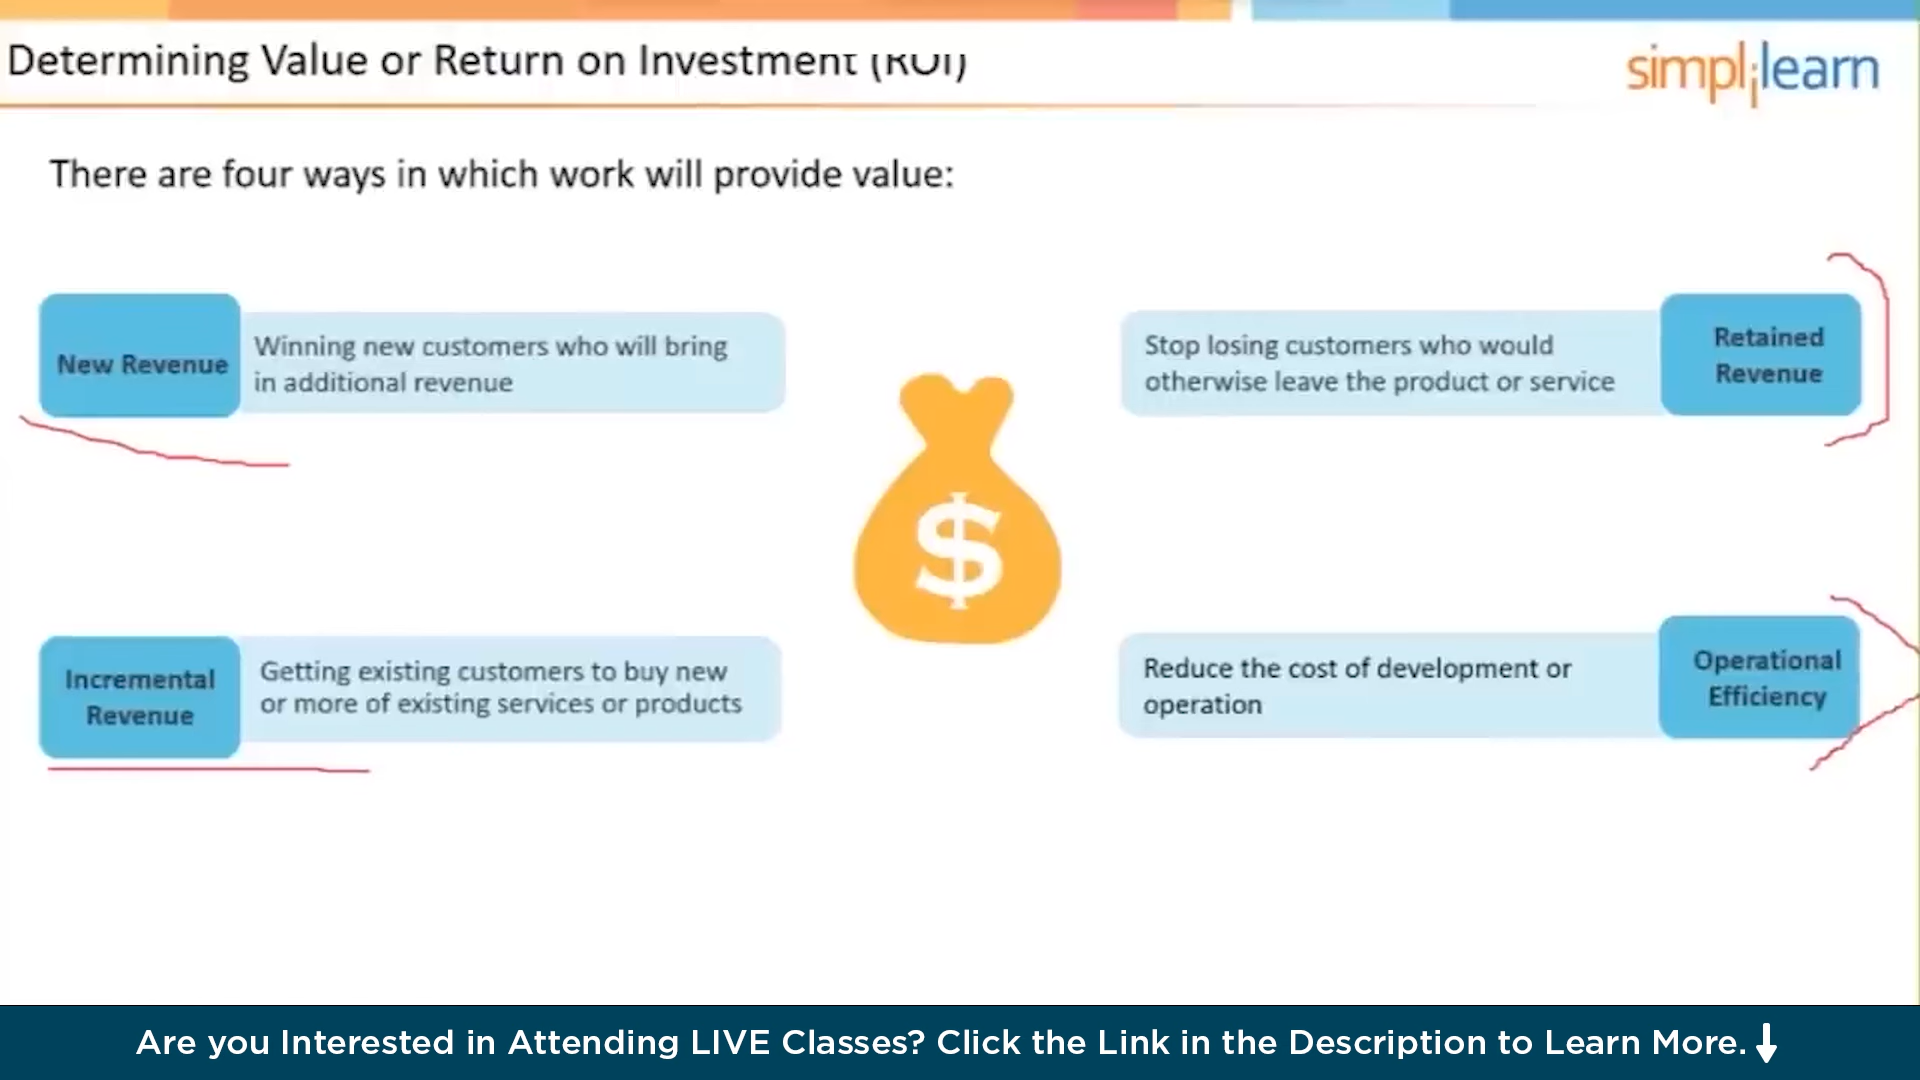 Determining Value or Return on Investment (ROI)
simplilearn
There are four ways in which work will provide value:
New Revenue
Winning new customers who will bring
in additional revenue
Stop losing customers who would
otherwise leave the product or service
Retained
Revenue
$
Incremental
Revenue
Getting existing customers to buy new
or more of existing services or products
Reduce the cost of development or
operation
Operational
Efficiency
Are you Interested in Attending LIVE Classes? Click the Link in the Description to Learn More.